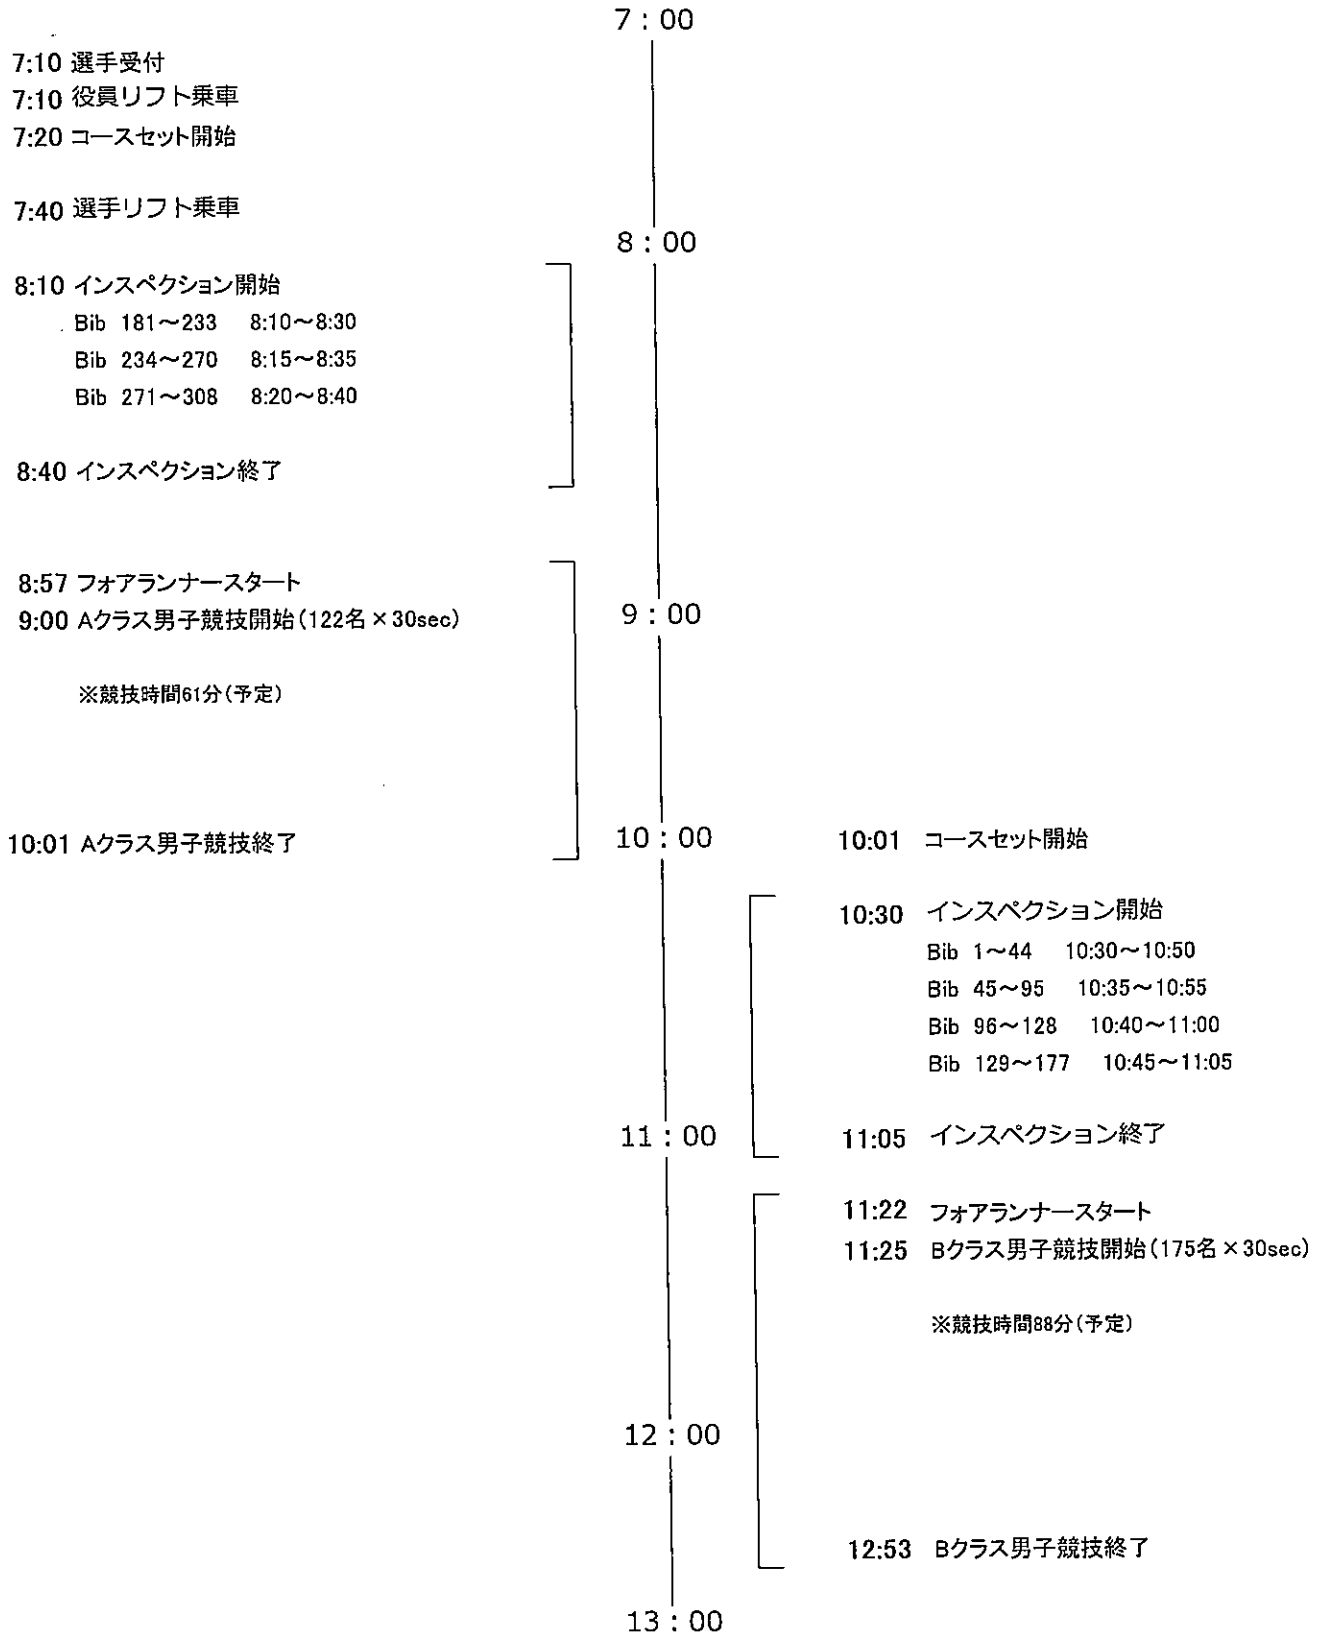 7：00
7:10 選手受付
7:10 役員リフト乗車
7:20 コースセット開始
7:40 選手リフト乗車
8：00
8:10 インスペクション開始
Bib 181～233 8:10～8:30
Bib 234～270 8:15～8:35
Bib 271～308 8:20～8:40
8:40 インスペクション終了
8:57 フォアランナースタート
9:00 Aクラス男子競技開始(122名×30sec)
9：00
※競技時間61分(予定)
10:01 Aクラス男子競技終了
10：00
10:01 コースセット開始
10:30 インスペクション開始
Bib 1～44 10:30～10:50
Bib 45～95 10:35～10:55
Bib 96～128 10:40～11:00
Bib 129～177 10:45～11:05
11：00
11:05 インスペクション終了
11:22 フォアランナースタート
11:25 Bクラス男子競技開始(175名×30sec)
※競技時間88分(予定)
12：00
12:53 Bクラス男子競技終了
13：00